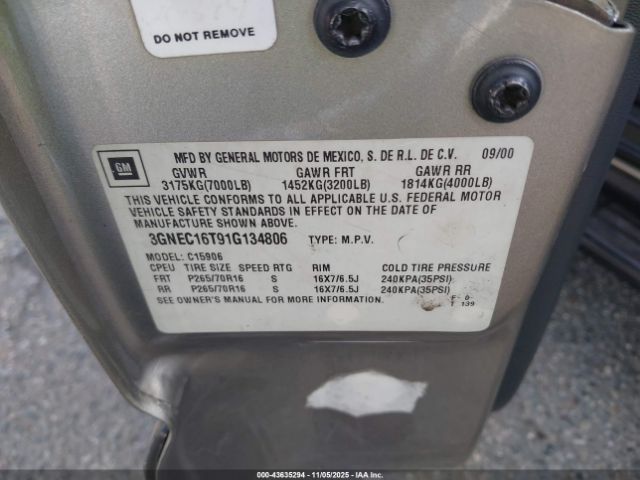 DO NOT REMOVE
GM
MFD BY GENERAL MOTORS DE MEXICO, S. DE R.L. DE C.V. 09/00
GVWR GAWR FRT GAWR RR
3175KG(7000LB) 1452KG(3200LB) 1814KG(4000LB)
THIS VEHICLE CONFORMS TO ALL APPLICABLE U.S. FEDERAL MOTOR
VEHICLE SAFETY STANDARDS IN EFFECT ON THE DATE OF
MANUFACTURE SHOWN ABOVE.
3GNEC16T91G134806 TYPE: M.P.V.
MODEL: C15906
CPEU TIRE SIZE SPEED RTG RIM COLD TIRE PRESSURE
FRT P265/70R16 S 16X7/6.5J 240KPA(35PSI)
RR P265/70R16 S 16X7/6.5J 240KPA(35PSI)
SEE OWNER'S MANUAL FOR MORE INFORMATION.
F- 0-
T 139
000-43635294 - 11/05/2025 - IAAI.com